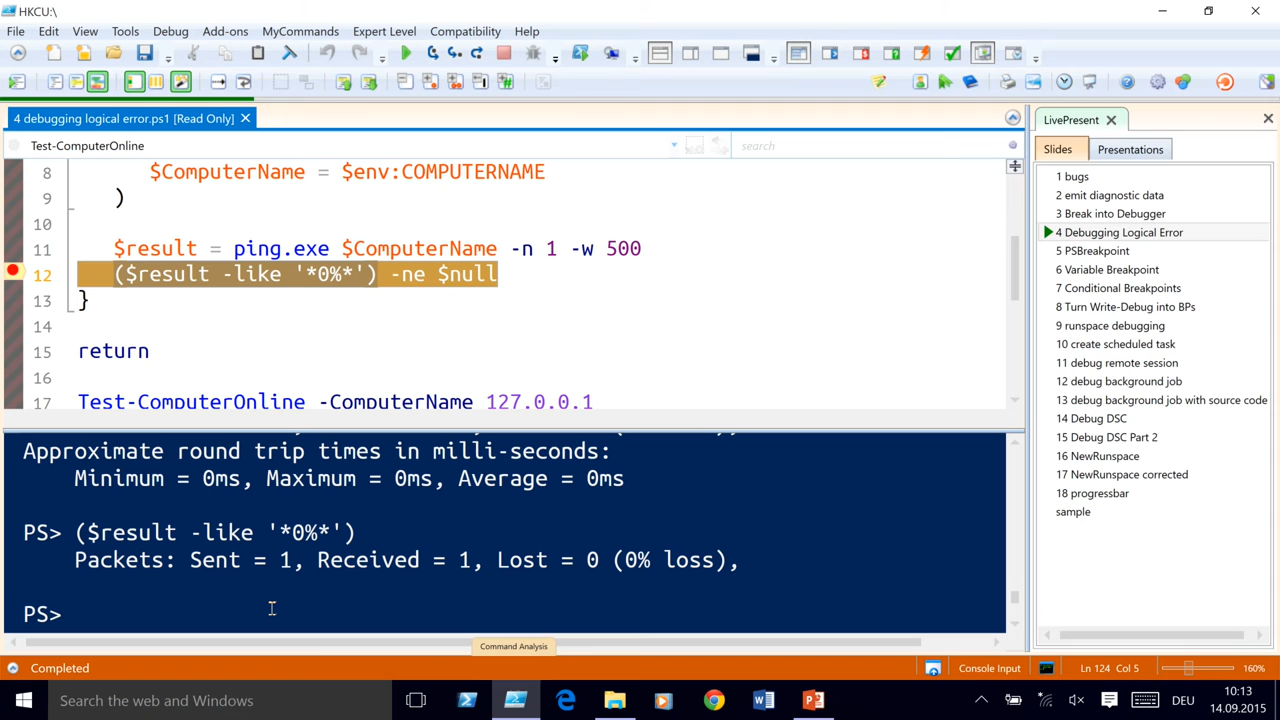 HKCU:\
File Edit View Tools Debug Add-ons MyCommands Expert Level Compatibility Help
4 debugging logical error.ps1 [Read Only]
Test-ComputerOnline
search
8 $ComputerName = $env:COMPUTERNAME
9 )
10
11 $result = ping.exe $ComputerName -n 1 -w 500
12 ($result -like '*0%*') -ne $null
13 }
14
15 return
16
17 Test-ComputerOnline -ComputerName 127.0.0.1
Approximate round trip times in milli-seconds:
Minimum = 0ms, Maximum = 0ms, Average = 0ms
PS> ($result -like '*0%*')
Packets: Sent = 1, Received = 1, Lost = 0 (0% loss),
PS>
Command Analysis
LivePresent
Slides Presentations
1 bugs
2 emit diagnostic data
3 Break into Debugger
4 Debugging Logical Error
5 PSBreakpoint
6 Variable Breakpoint
7 Conditional Breakpoints
8 Turn Write-Debug into BPs
9 runspace debugging
10 create scheduled task
11 debug remote session
12 debug background job
13 debug background job with source code
14 Debug DSC
15 Debug DSC Part 2
16 NewRunspace
17 NewRunspace corrected
18 progressbar
sample
Completed
Console Input
Ln 124 Col 5
160%
Search the web and Windows
DEU
10:13
14.09.2015